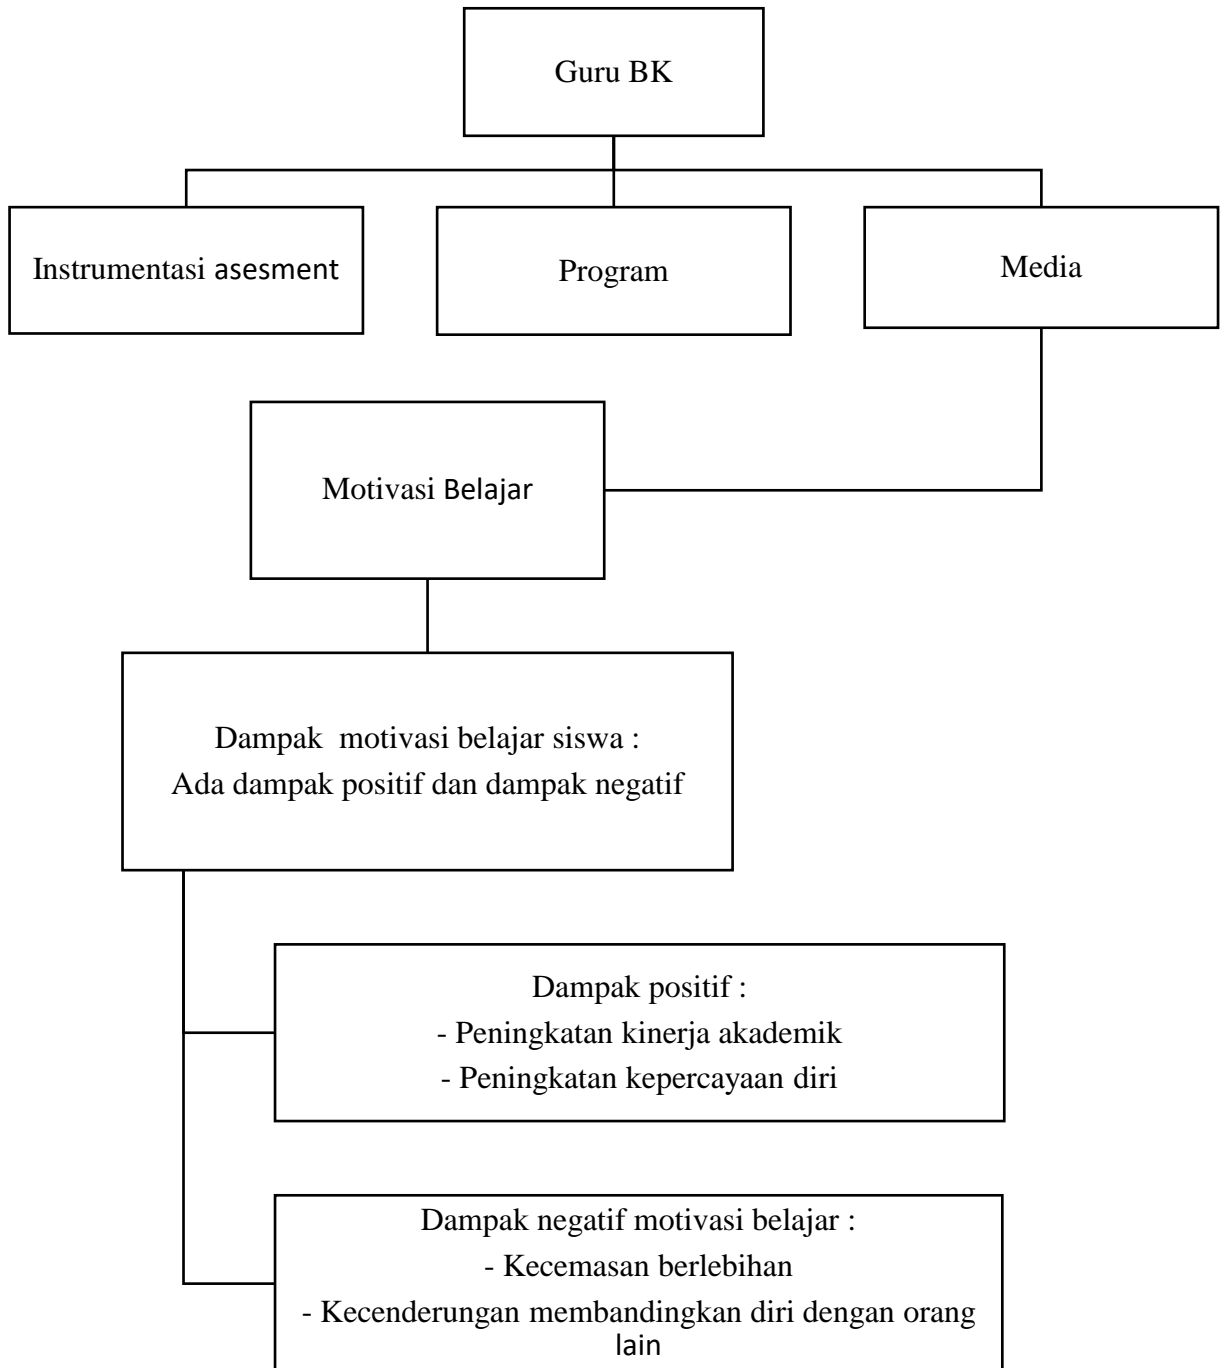 Guru BK
Instrumentasi asesment
Program
Media
Motivasi Belajar
Dampak  motivasi belajar siswa :
Ada dampak positif dan dampak negatif
Dampak positif :
- Peningkatan kinerja akademik
- Peningkatan kepercayaan diri
Dampak negatif motivasi belajar :
- Kecemasan berlebihan
- Kecenderungan membandingkan diri dengan orang
lain